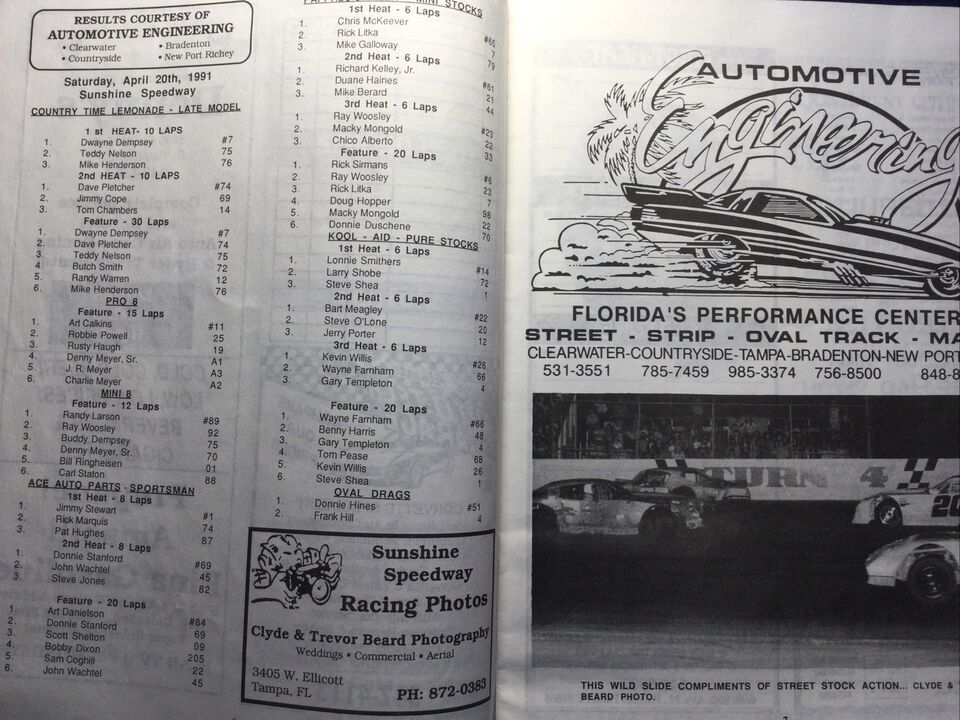 RESULTS COURTESY OF
AUTOMOTIVE ENGINEERING
• Clearwater • Bradenton
• Countryside • New Port Richey
Saturday, April 20th, 1991
Sunshine Speedway
COUNTRY TIME LEMONADE - LATE MODEL
1 st HEAT- 10 LAPS
1. Dwayne Dempsey #7
2. Teddy Nelson 75
3. Mike Henderson 76
2nd HEAT - 10 LAPS
1. Dave Pletcher #74
2. Jimmy Cope 69
3. Tom Chambers 14
Feature - 30 Laps
1. Dwayne Dempsey #7
2. Dave Pletcher 74
3. Teddy Nelson 75
4. Butch Smith 72
5. Randy Warren 12
6. Mike Henderson 76
PRO 8
Feature - 15 Laps
1. Art Calkins #11
2. Robbie Powell 25
3. Rusty Haugh 19
4. Denny Meyer, Sr. A1
5. J. R. Meyer A3
6. Charlie Meyer A2
MINI 8
Feature - 12 Laps
1. Randy Larson #89
2. Ray Woosley 92
3. Buddy Dempsey 75
4. Denny Meyer, Sr. 70
5. Bill Ringheisen 01
6. Carl Staton 88
ACE AUTO PARTS - SPORTSMAN
1st Heat - 8 Laps
1. Jimmy Stewart #1
2. Rick Marquis 74
3. Pat Hughes 87
2nd Heat - 8 Laps
1. Donnie Stanford #69
2. John Wachtel 45
3. Steve Jones 82
Feature - 20 Laps
1. Art Danielson #84
2. Donnie Stanford 69
3. Scott Shelton 09
4. Bobby Dixon 205
5. Sam Coghill 22
6. John Wachtel 45
MINI STOCKS
1st Heat - 6 Laps
1. Chris McKeever #65
2. Rick Litka 7
3. Mike Galloway 79
2nd Heat - 6 Laps
1. Richard Kelley, Jr. #61
2. Duane Haines 21
3. Mike Berard 44
3rd Heat - 6 Laps
1. Ray Woosley #23
2. Macky Mongold 22
3. Chico Alberto 33
Feature - 20 Laps
1. Rick Sirmans #6
2. Ray Woosley 23
3. Rick Litka 7
4. Doug Hopper 98
5. Macky Mongold 22
6. Donnie Duschene 70
KOOL - AID - PURE STOCKS
1st Heat - 6 Laps
1. Lonnie Smithers #14
2. Larry Shobe 72
3. Steve Shea 1
2nd Heat - 6 Laps
1. Bart Meagley #22
2. Steve O'Lone 20
3. Jerry Porter 12
3rd Heat - 6 Laps
1. Kevin Willis #26
2. Wayne Farnham 66
3. Gary Templeton 4
Feature - 20 Laps
1. Wayne Farnham #66
2. Benny Harris 48
3. Gary Templeton 4
4. Tom Pease 68
5. Kevin Willis 26
6. Steve Shea 1
OVAL DRAGS
1. Donnie Hines #51
2. Frank Hill 4
Sunshine
Speedway
Racing Photos
Clyde & Trevor Beard Photography
Weddings • Commercial • Aerial
3405 W. Ellicott
Tampa, FL PH: 872-0383
AUTOMOTIVE
Engineering
FLORIDA'S PERFORMANCE CENTER
STREET - STRIP - OVAL TRACK - MA
CLEARWATER-COUNTRYSIDE-TAMPA-BRADENTON-NEW PORT
531-3551 785-7459 985-3374 756-8500 848-8
TURN 4
20
THIS WILD SLIDE COMPLIMENTS OF STREET STOCK ACTION... CLYDE &
BEARD PHOTO.